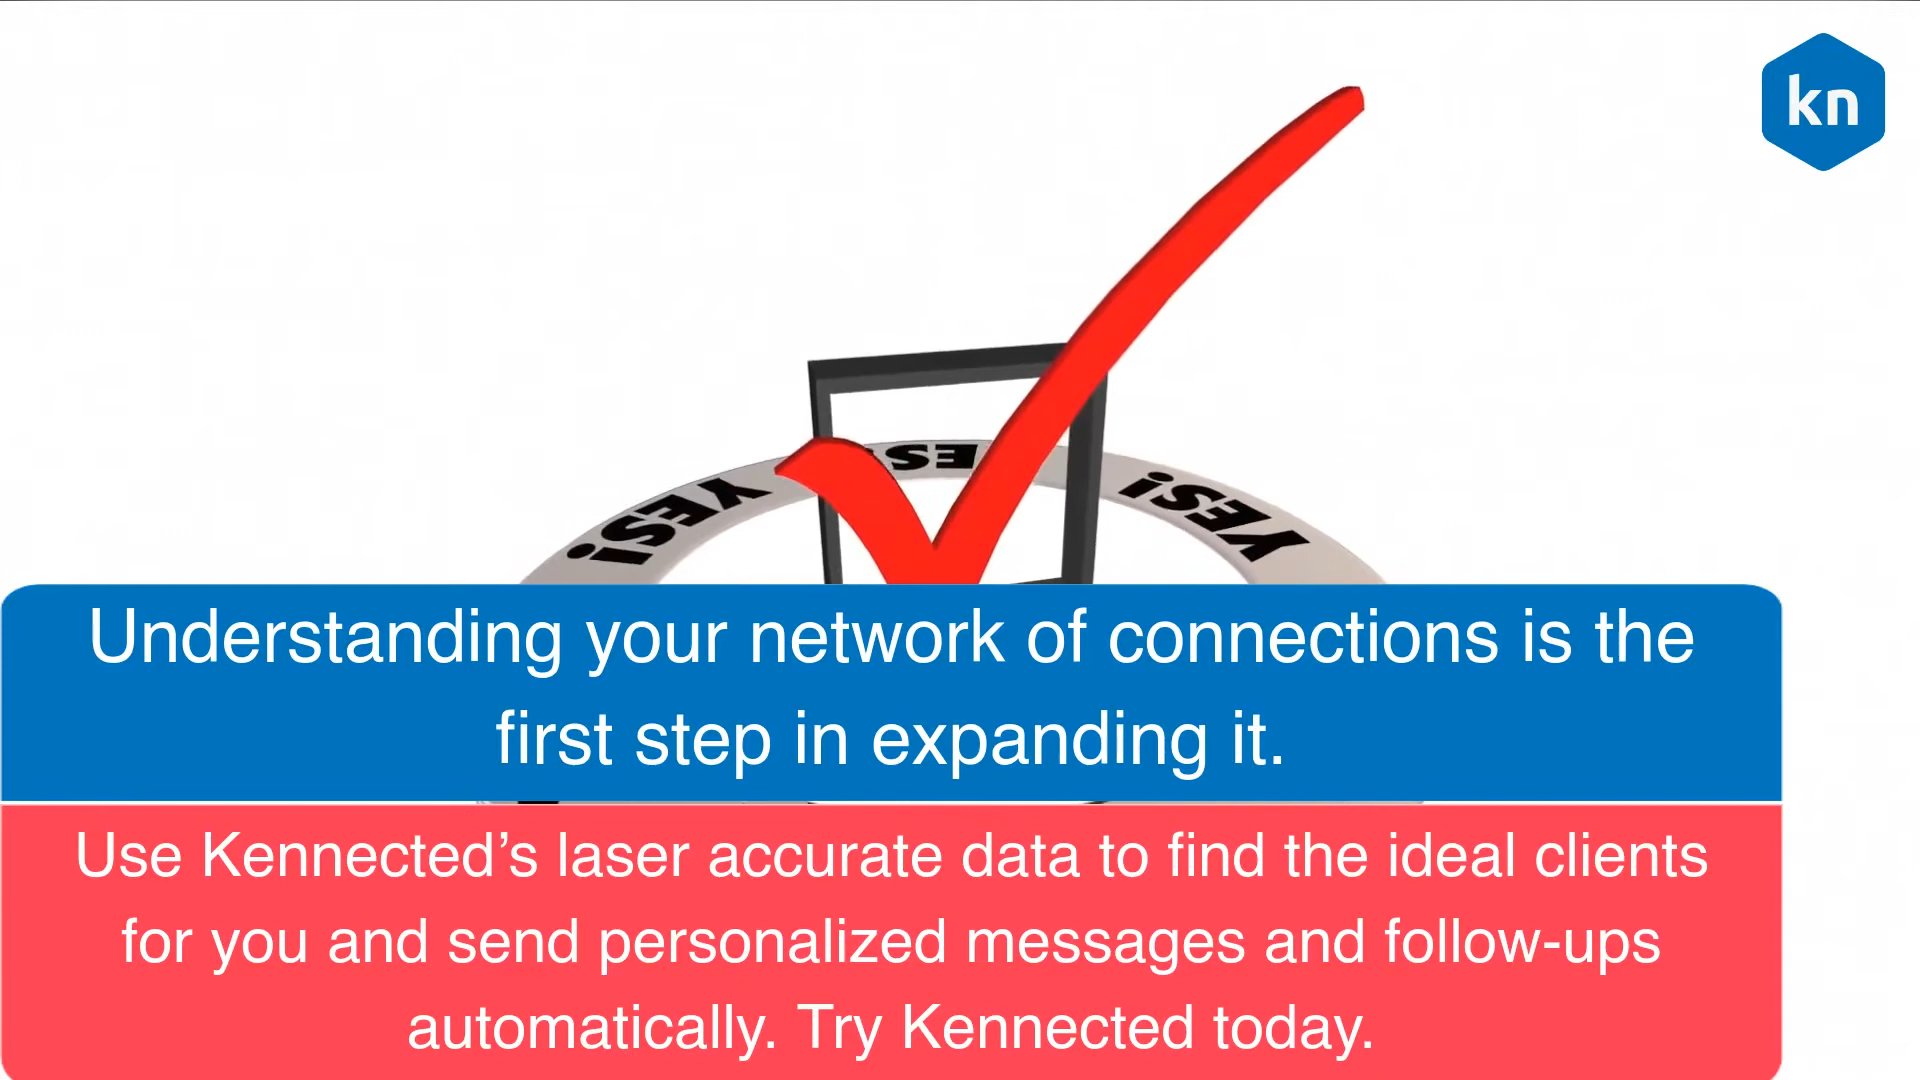 kn
YES!
ES
YES!
Understanding your network of connections is the
first step in expanding it.
Use Kennected’s laser accurate data to find the ideal clients
for you and send personalized messages and follow-ups
automatically. Try Kennected today.